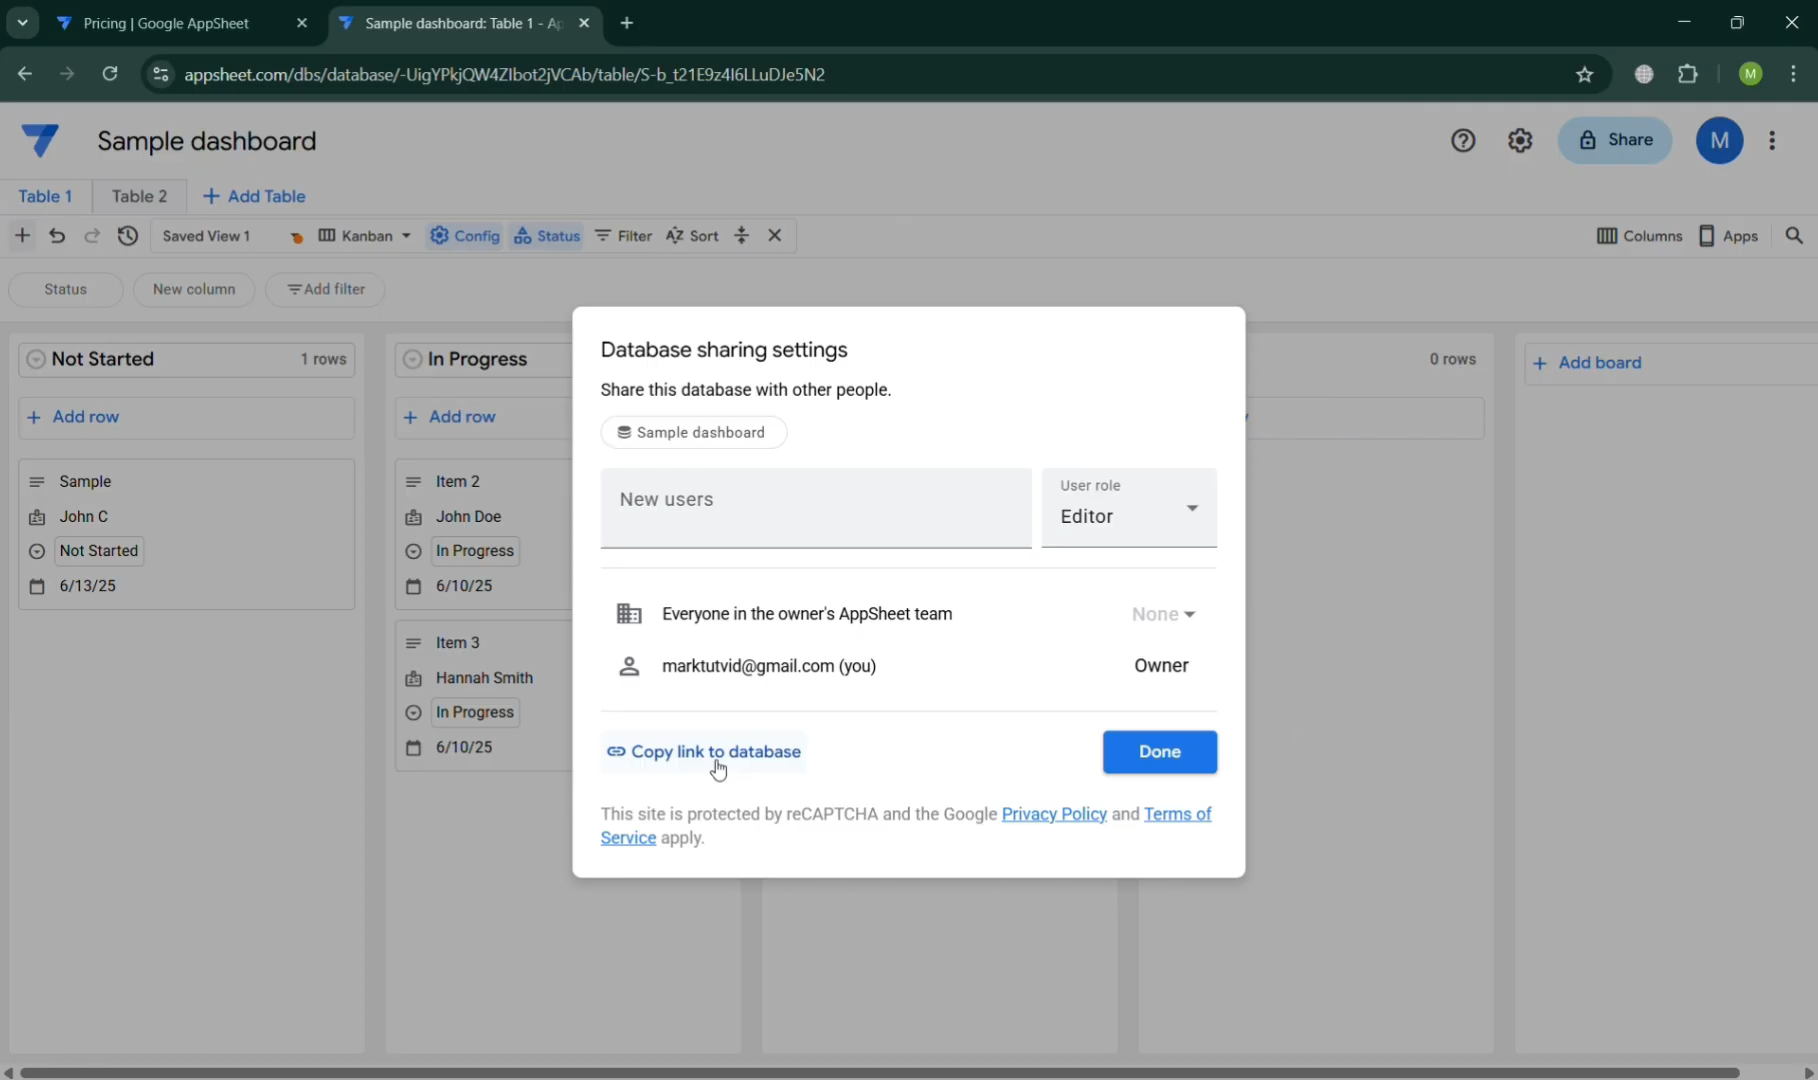 Pricing | Google AppSheet
Sample dashboard: Table 1 - Ap
appsheet.com/dbs/database/-UigYPkjQW4ZIbot2jVCAb/table/S-b_t21E9z4I6LLuDJe5N2
M
Sample dashboard
Share
M
Table 1
Table 2
+ Add Table
Saved View 1
Kanban
Config
Status
Filter
Sort
Columns
Apps
Status
New column
Add filter
Not Started
1 rows
+ Add row
Sample
John C
Not Started
6/13/25
In Progress
+ Add row
Item 2
John Doe
In Progress
6/10/25
Item 3
Hannah Smith
In Progress
6/10/25
0 rows
+ Add board
Database sharing settings
Share this database with other people.
Sample dashboard
New users
User role
Editor
Everyone in the owner's AppSheet team
None
marktutvid@gmail.com (you)
Owner
Copy link to database
Done
This site is protected by reCAPTCHA and the Google Privacy Policy and Terms of
Service apply.